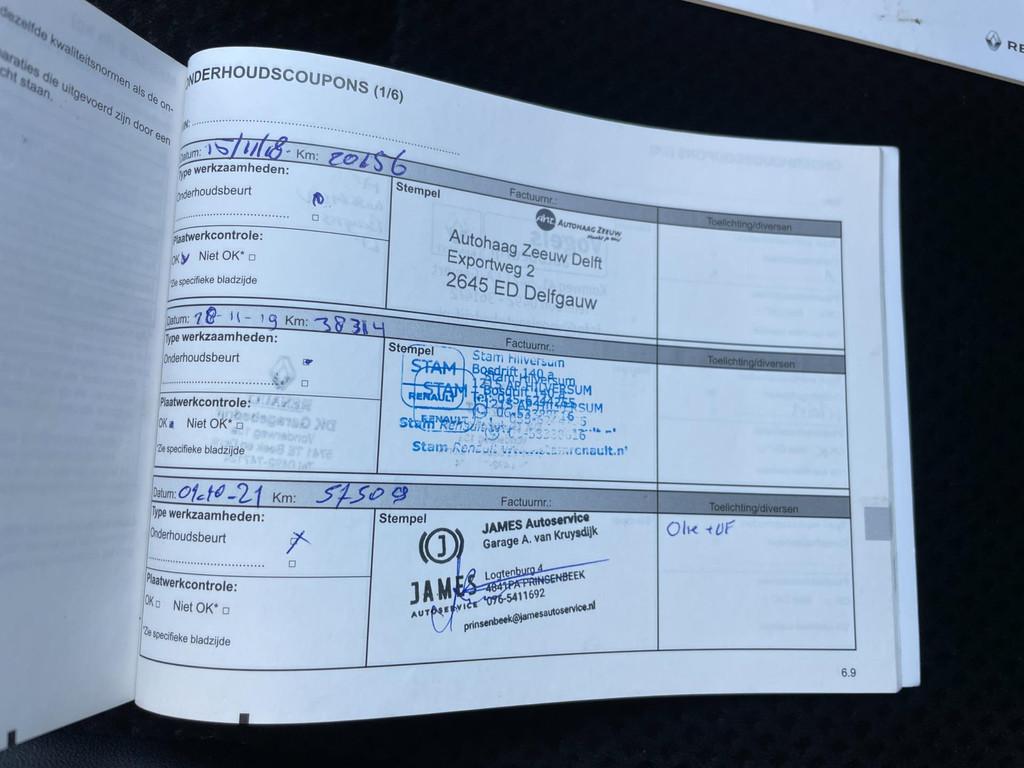 dezelfde kwaliteitsnormen als de on-
araties die uitgevoerd zijn door een
cht staan.
RE
ONDERHOUDSCOUPONS (1/6)
Datum: 15/11/18 Km: 20156
Type werkzaamheden:
Stempel Factuurnr.: Toelichting/diversen
Onderhoudsbeurt
AUTOHAAG ZEEUW
Autohaag Zeeuw Delft
Exportweg 2
2645 ED Delfgauw
Plaatwerkcontrole:
OK Niet OK*
*Zie specifieke bladzijde
Datum: 28-11-19 Km: 38314
Type werkzaamheden:
Stempel Factuurnr.: Toelichting/diversen
Onderhoudsbeurt
STAM
RENAULT
Stam Hilversum
Bosdrift 140 a
Plaatwerkcontrole:
OK Niet OK*
*Zie specifieke bladzijde
Datum: 01-10-21 Km: 57509
Type werkzaamheden:
Stempel Factuurnr.: Toelichting/diversen
Onderhoudsbeurt
JAMES
AUTOSERVICE
JAMES Autoservice
Garage A. van Kruysdijk
Logtenburg 4
4841PA PRINSENBEEK
076-5411692
prinsenbeek@jamesautoservice.nl
Olie + OF
Plaatwerkcontrole:
OK Niet OK*
*Zie specifieke bladzijde
6.9